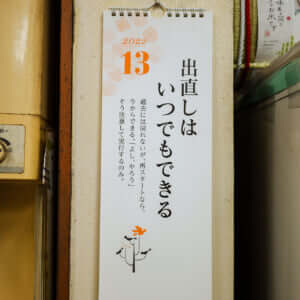 2022
13
出直しは
いつでもできる
過去には戻れないが、再スタートなら、
今からできる。「よし、やろう」
そう決意して実行するのみ。